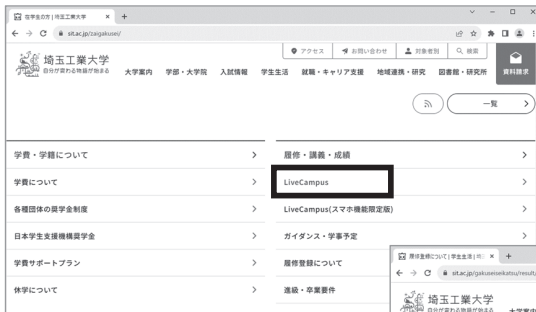 在学生の方 | 埼玉工業大学
sit.ac.jp/zaigakusei/
アクセス お問い合わせ 対象者別 検索
埼玉工業大学
自分が変わる物語が始まる
大学案内 学部・大学院 入試情報 学生生活 就職・キャリア支援 地域連携・研究 図書館・研究所 資料請求
一覧
学費・学籍について 履修・講義・成績
学費について LiveCampus
各種団体の奨学金制度 LiveCampus(スマホ機能限定版)
日本学生支援機構奨学金 ガイダンス・学事予定
学費サポートプラン 履修登録について
休学について 進級・卒業要件
履修登録について | 学生生活 | 埼
sit.ac.jp/gakuseiseikatsu/result/
埼玉工業大学
自分が変わる物語が始まる
大学案内